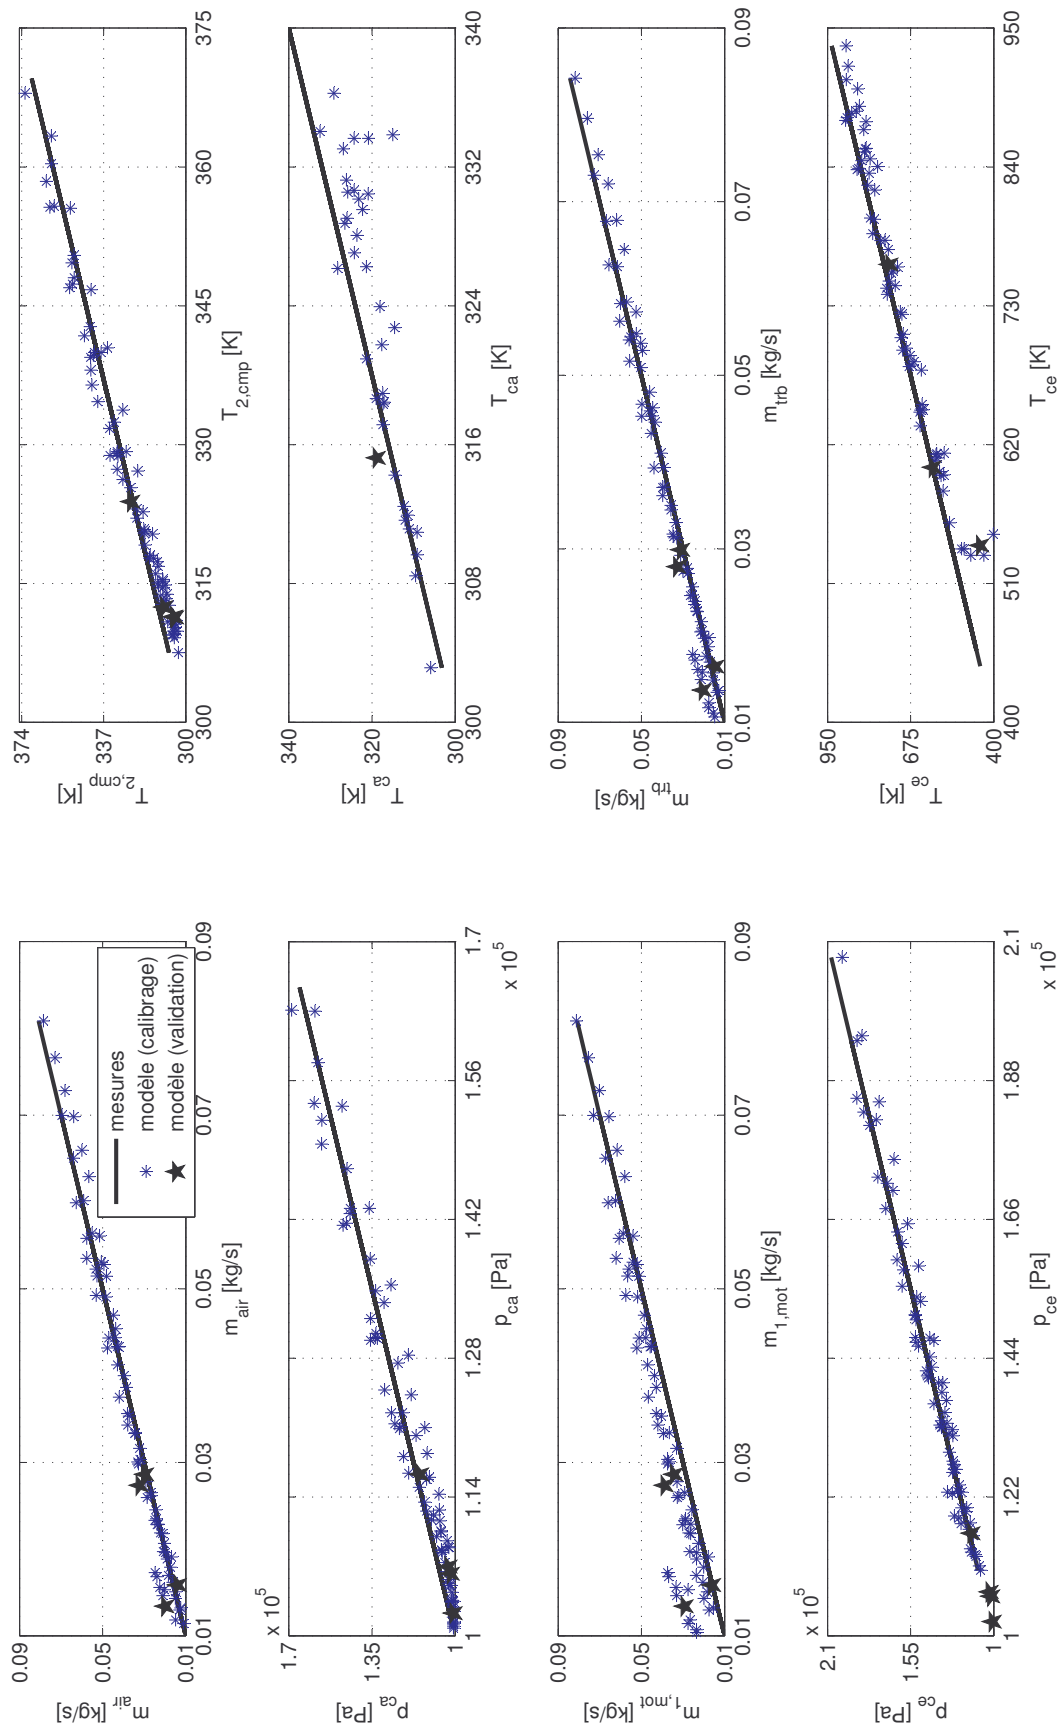 m_air [kg/s]
0.09
0.05
0.01
0.01 0.03 0.05 0.07 0.09
m_air [kg/s]
mesures
modèle (calibrage)
modèle (validation)
T_2,cmp [K]
374
337
300
300 315 330 345 360 375
T_2,cmp [K]
x 10^5
p_ca [Pa]
1.7
1.35
1
1 1.14 1.28 1.42 1.56 1.7
p_ca [Pa]
x 10^5
T_ca [K]
340
320
300
300 308 316 324 332 340
T_ca [K]
m_1,mot [kg/s]
0.09
0.05
0.01
0.01 0.03 0.05 0.07 0.09
m_1,mot [kg/s]
m_trb [kg/s]
0.09
0.05
0.01
0.01 0.03 0.05 0.07 0.09
m_trb [kg/s]
x 10^5
p_ce [Pa]
2.1
1.55
1
1 1.22 1.44 1.66 1.88 2.1
p_ce [Pa]
x 10^5
T_ce [K]
950
675
400
400 510 620 730 840 950
T_ce [K]